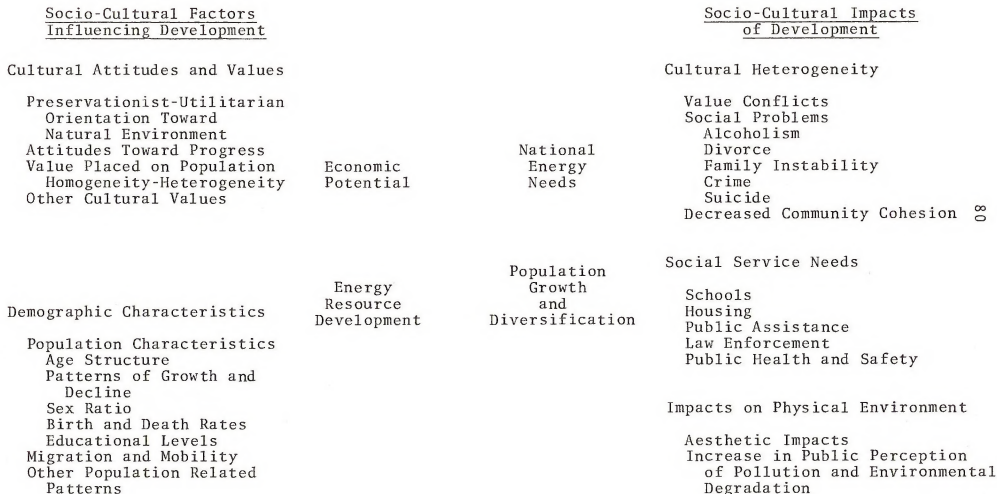 Socio-Cultural Factors
Influencing Development
Cultural Attitudes and Values
Preservationist-Utilitarian
Orientation Toward
Natural Environment
Attitudes Toward Progress
Value Placed on Population
Homogeneity-Heterogeneity
Other Cultural Values
Demographic Characteristics
Population Characteristics
Age Structure
Patterns of Growth and
Decline
Sex Ratio
Birth and Death Rates
Educational Levels
Migration and Mobility
Other Population Related
Patterns
Economic
Potential
Energy
Resource
Development
National
Energy
Needs
Population
Growth
and
Diversification
Socio-Cultural Impacts
of Development
Cultural Heterogeneity
Value Conflicts
Social Problems
Alcoholism
Divorce
Family Instability
Crime
Suicide
Decreased Community Cohesion
Social Service Needs
Schools
Housing
Public Assistance
Law Enforcement
Public Health and Safety
Impacts on Physical Environment
Aesthetic Impacts
Increase in Public Perception
of Pollution and Environmental
Degradation
80